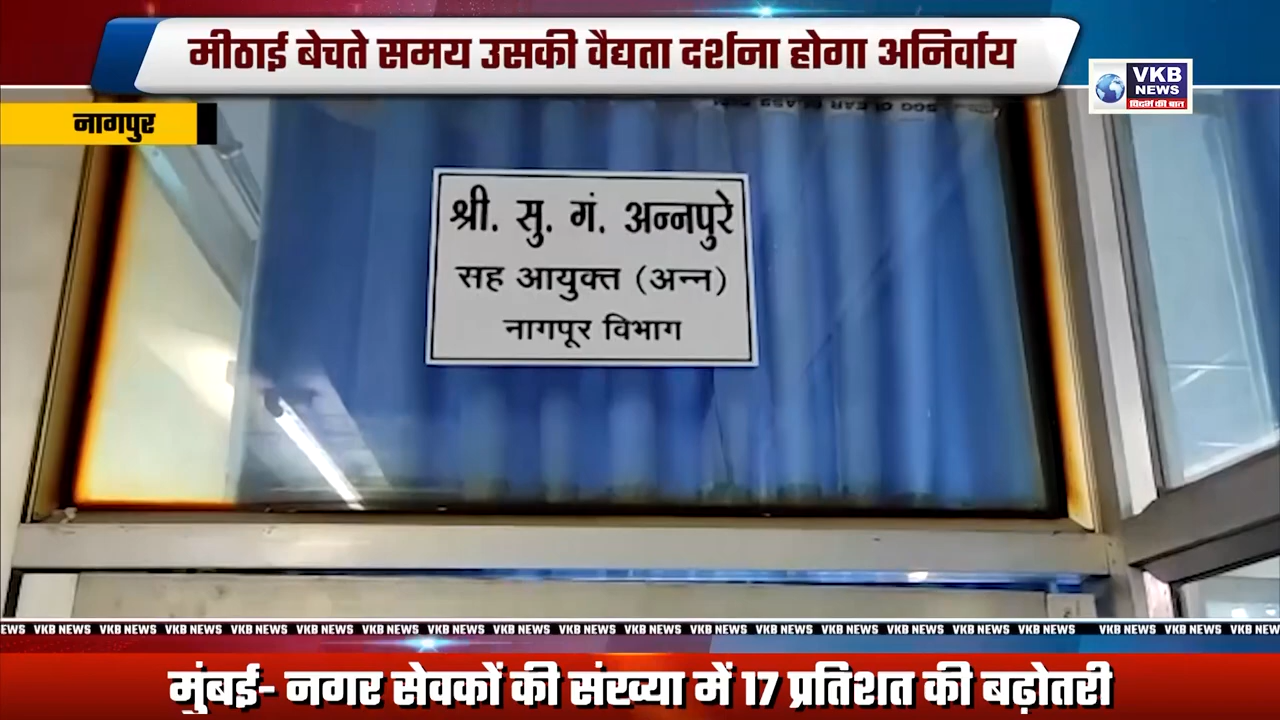 मीठाई बेचते समय उसकी वैद्यता दर्शना होगा अनिर्वाय
VKB
NEWS
विदर्भ की बात
नागपुर
श्री. सु. गं. अन्नपुरे
सह आयुक्त (अन्न)
नागपूर विभाग
EWS VKB NEWS VKB NEWS VKB NEWS VKB NEWS VKB NEWS VKB NEWS VKB NEWS VKB NEWS VKB NEWS VKB NEWS VKB NEWS VKB NEWS VKB NEWS VKB NEWS VKB NEWS VKB NEWS VKB NEWS VKB NEWS VKB NEW
मुंबई- नगर सेवकों की संख्या में 17 प्रतिशत की बढ़ोतरी